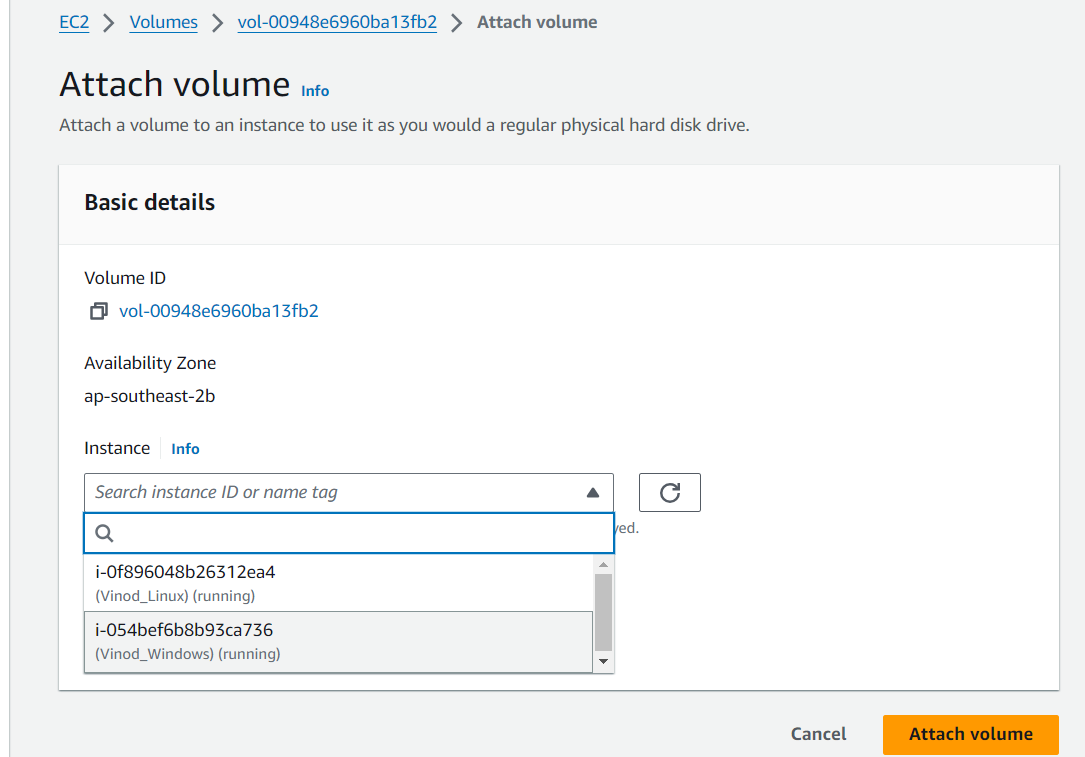 EC2 > Volumes > vol-00948e6960ba13fb2 > Attach volume
Attach volume Info
Attach a volume to an instance to use it as you would a regular physical hard disk drive.
Basic details
Volume ID
vol-00948e6960ba13fb2
Availability Zone
ap-southeast-2b
Instance Info
Search instance ID or name tag
i-0f896048b26312ea4
(Vinod_Linux) (running)
i-054bef6b8b93ca736
(Vinod_Windows) (running)
Cancel Attach volume